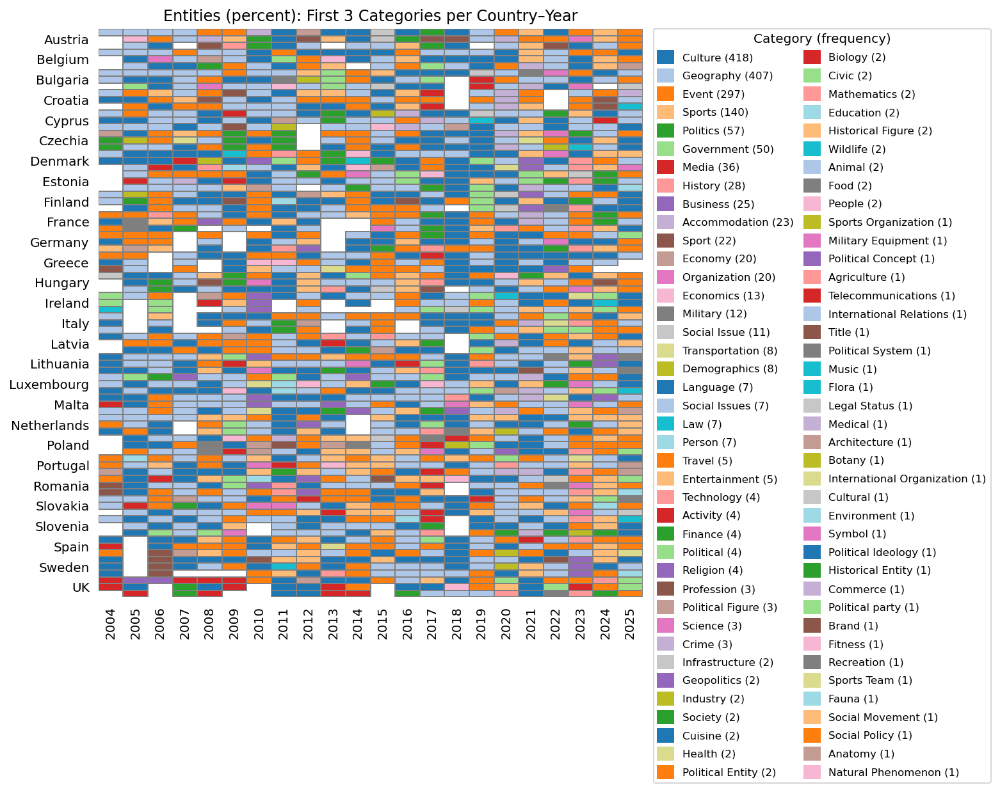 Entities (percent): First 3 Categories per Country–Year
Austria
Belgium
Bulgaria
Croatia
Cyprus
Czechia
Denmark
Estonia
Finland
France
Germany
Greece
Hungary
Ireland
Italy
Latvia
Lithuania
Luxembourg
Malta
Netherlands
Poland
Portugal
Romania
Slovakia
Slovenia
Spain
Sweden
UK
2004
2005
2006
2007
2008
2009
2010
2011
2012
2013
2014
2015
2016
2017
2018
2019
2020
2021
2022
2023
2024
2025
Category (frequency)
Culture (418)
Geography (407)
Event (297)
Sports (140)
Politics (57)
Government (50)
Media (36)
History (28)
Business (25)
Accommodation (23)
Sport (22)
Economy (20)
Organization (20)
Economics (13)
Military (12)
Social Issue (11)
Transportation (8)
Demographics (8)
Language (7)
Social Issues (7)
Law (7)
Person (7)
Travel (5)
Entertainment (5)
Technology (4)
Activity (4)
Finance (4)
Political (4)
Religion (4)
Profession (3)
Political Figure (3)
Science (3)
Crime (3)
Infrastructure (2)
Geopolitics (2)
Industry (2)
Society (2)
Cuisine (2)
Health (2)
Political Entity (2)
Biology (2)
Civic (2)
Mathematics (2)
Education (2)
Historical Figure (2)
Wildlife (2)
Animal (2)
Food (2)
People (2)
Sports Organization (1)
Military Equipment (1)
Political Concept (1)
Agriculture (1)
Telecommunications (1)
International Relations (1)
Title (1)
Political System (1)
Music (1)
Flora (1)
Legal Status (1)
Medical (1)
Architecture (1)
Botany (1)
International Organization (1)
Cultural (1)
Environment (1)
Symbol (1)
Political Ideology (1)
Historical Entity (1)
Commerce (1)
Political party (1)
Brand (1)
Fitness (1)
Recreation (1)
Sports Team (1)
Fauna (1)
Social Movement (1)
Social Policy (1)
Anatomy (1)
Natural Phenomenon (1)